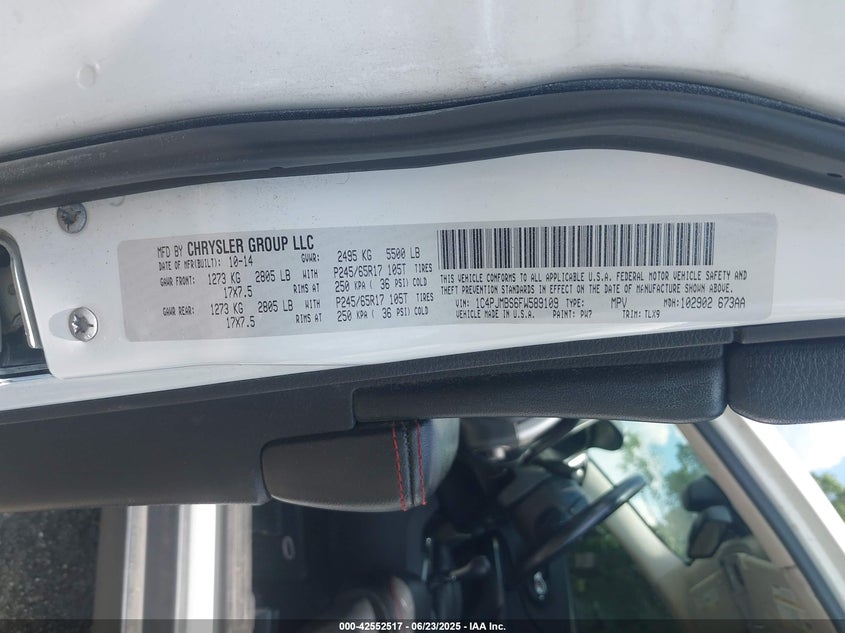 MFD BY CHRYSLER GROUP LLC
DATE OF MFR(BUILT): 10-14 GVWR: 2495 KG 5500 LB
GAWR FRONT: 1273 KG 2805 LB WITH P245/65R17 105T TIRES
17X7.5 RIMS AT 250 KPA ( 36 PSI) COLD
GAWR REAR: 1273 KG 2805 LB WITH P245/65R17 105T TIRES
17X7.5 RIMS AT 250 KPA ( 36 PSI) COLD
THIS VEHICLE CONFORMS TO ALL APPLICABLE U.S.A. FEDERAL MOTOR VEHICLE SAFETY AND
THEFT PREVENTION STANDARDS IN EFFECT ON THE DATE OF MANUFACTURE SHOWN ABOVE.
VIN: 1C4PJMBS6FW589109 TYPE: MPV MDH: 102902 673AA
VEHICLE MADE IN U.S.A. PAINT: PW7 TRIM: TLX9
000-42552517 - 06/23/2025 - IAA Inc.